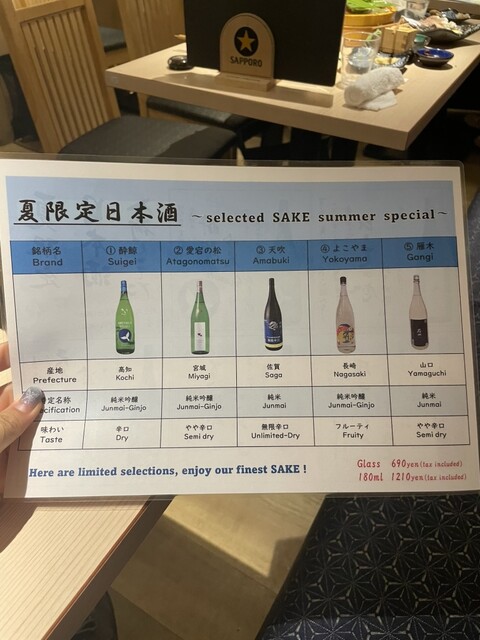 SAPPORO
夏限定日本酒 ～selected SAKE summer special～
銘柄名 ①酔鯨 ②愛宕の松 ③天吹 ④よこやま ⑤雁木
Brand Suigei Atagonomatsu Amabuki Yokoyama Gangi
産地 高知 宮城 佐賀 長崎 山口
Prefecture Kochi Miyagi Saga Nagasaki Yamaguchi
定名称 純米吟醸 純米吟醸 純米 純米吟醸 純米
ecification Junmai-Ginjo Junmai-Ginjo Junmai Junmai-Ginjo Junmai
味わい 辛口 やや辛口 無限辛口 フルーティ やや辛口
Taste Dry Semi dry Unlimited-Dry Fruity Semi dry
Here are limited selections, enjoy our finest SAKE !
Glass 690yen(tax included)
180ml 1210yen(tax included)